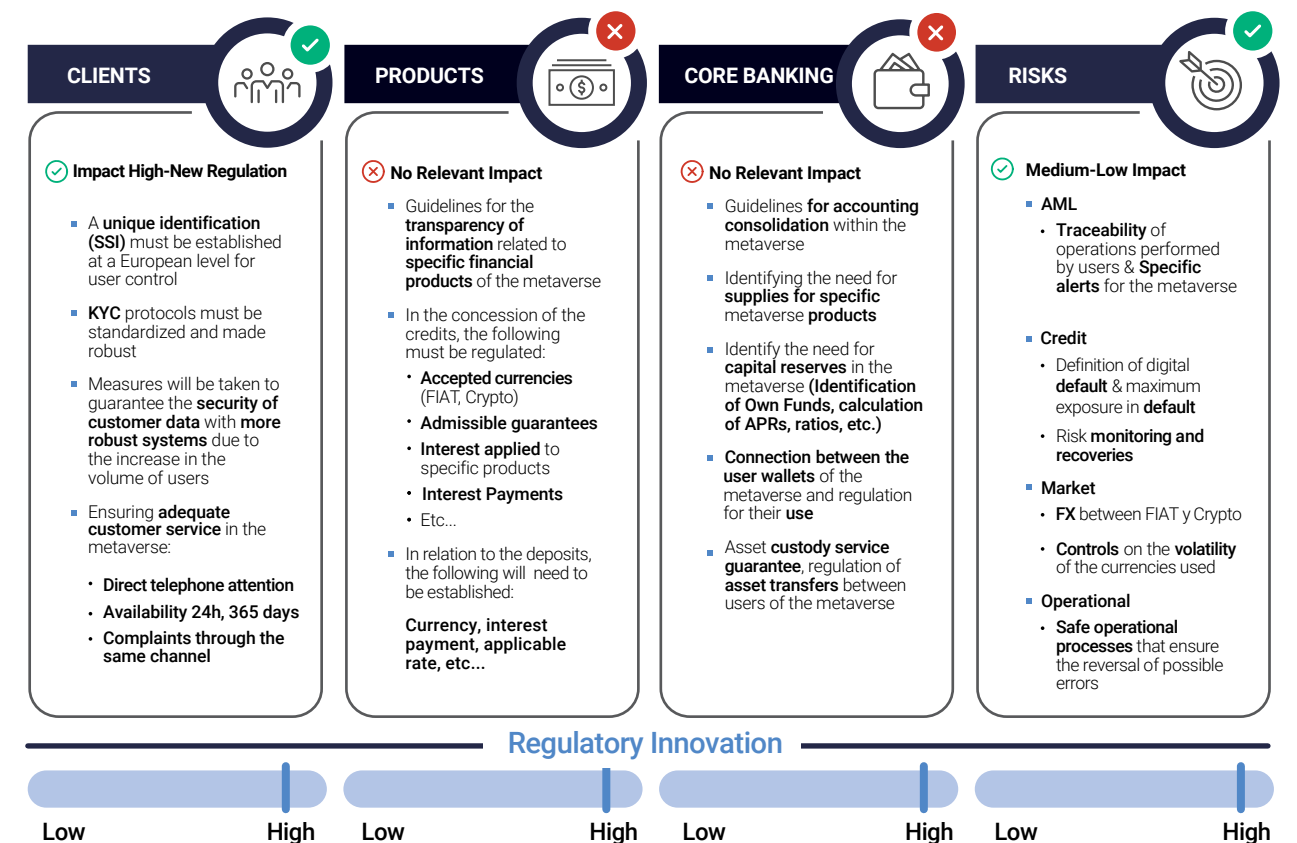 CLIENTS
Impact High-New Regulation
A unique identification
(SSI) must be established
at a European level for
user control
KYC protocols must be
standardized and made
robust
Measures will be taken to
guarantee the security of
customer data with more
robust systems due to
the increase in the
volume of users
Ensuring adequate
customer service in the
metaverse:
Direct telephone attention
Availability 24h, 365 days
Complaints through the
same channel
PRODUCTS
No Relevant Impact
Guidelines for the
transparency of
information related to
specific financial
products of the metaverse
In the concession of the
credits, the following
must be regulated:
Accepted currencies
(FIAT, Crypto)
Admissible guarantees
Interest applied to
specific products
Interest Payments
Etc...
In relation to the deposits,
the following will need to
be established:
Currency, interest
payment, applicable
rate, etc...
CORE BANKING
No Relevant Impact
Guidelines for accounting
consolidation within the
metaverse
Identifying the need for
supplies for specific
metaverse products
Identify the need for
capital reserves in the
metaverse (Identification
of Own Funds, calculation
of APRs, ratios, etc.)
Connection between the
user wallets of the
metaverse and regulation
for their use
Asset custody service
guarantee, regulation of
asset transfers between
users of the metaverse
RISKS
Medium-Low Impact
AML
Traceability of
operations performed
by users & Specific
alerts for the metaverse
Credit
Definition of digital
default & maximum
exposure in default
Risk monitoring and
recoveries
Market
FX between FIAT y Crypto
Controls on the volatility
of the currencies used
Operational
Safe operational
processes that ensure
the reversal of possible
errors
Regulatory Innovation
Low High Low High Low High Low High